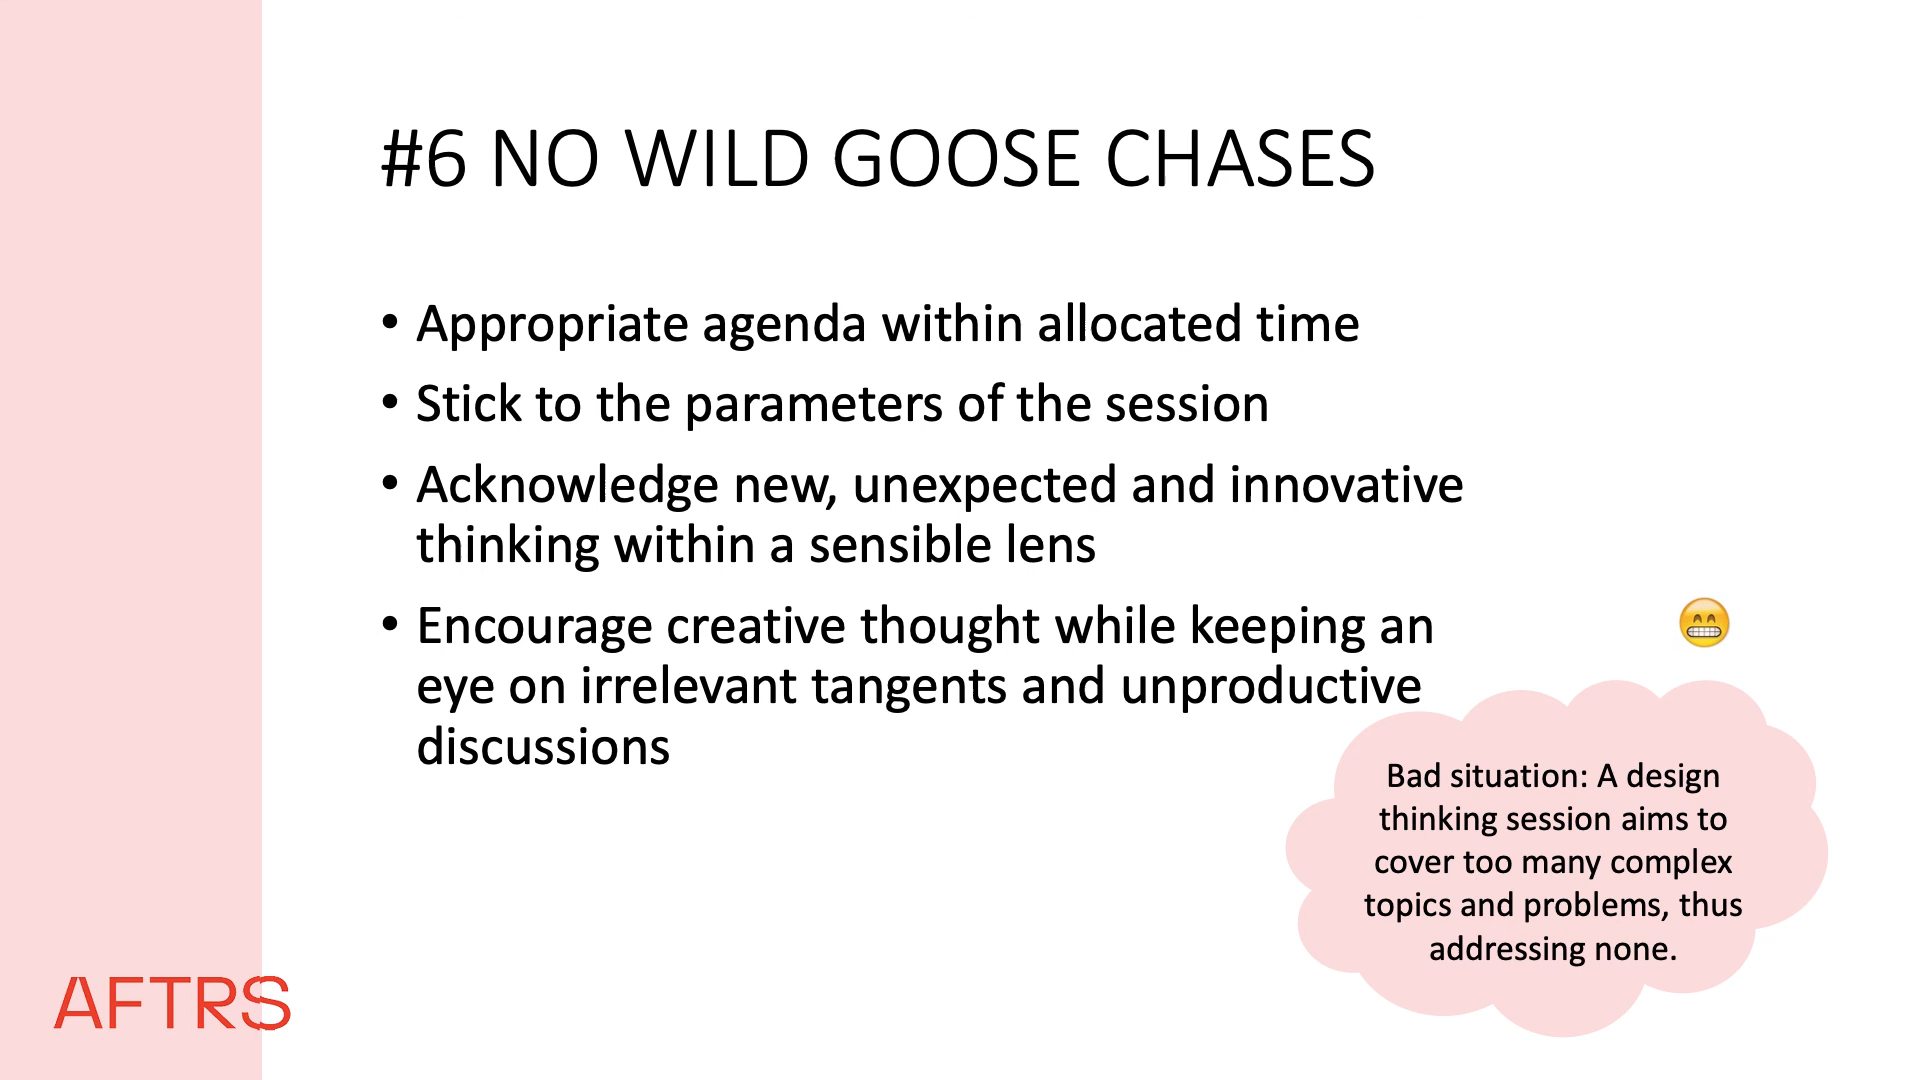 #6 NO WILD GOOSE CHASES
• Appropriate agenda within allocated time
• Stick to the parameters of the session
• Acknowledge new, unexpected and innovative
thinking within a sensible lens
• Encourage creative thought while keeping an
eye on irrelevant tangents and unproductive
discussions
Bad situation: A design
thinking session aims to
cover too many complex
topics and problems, thus
addressing none.
AFTRS